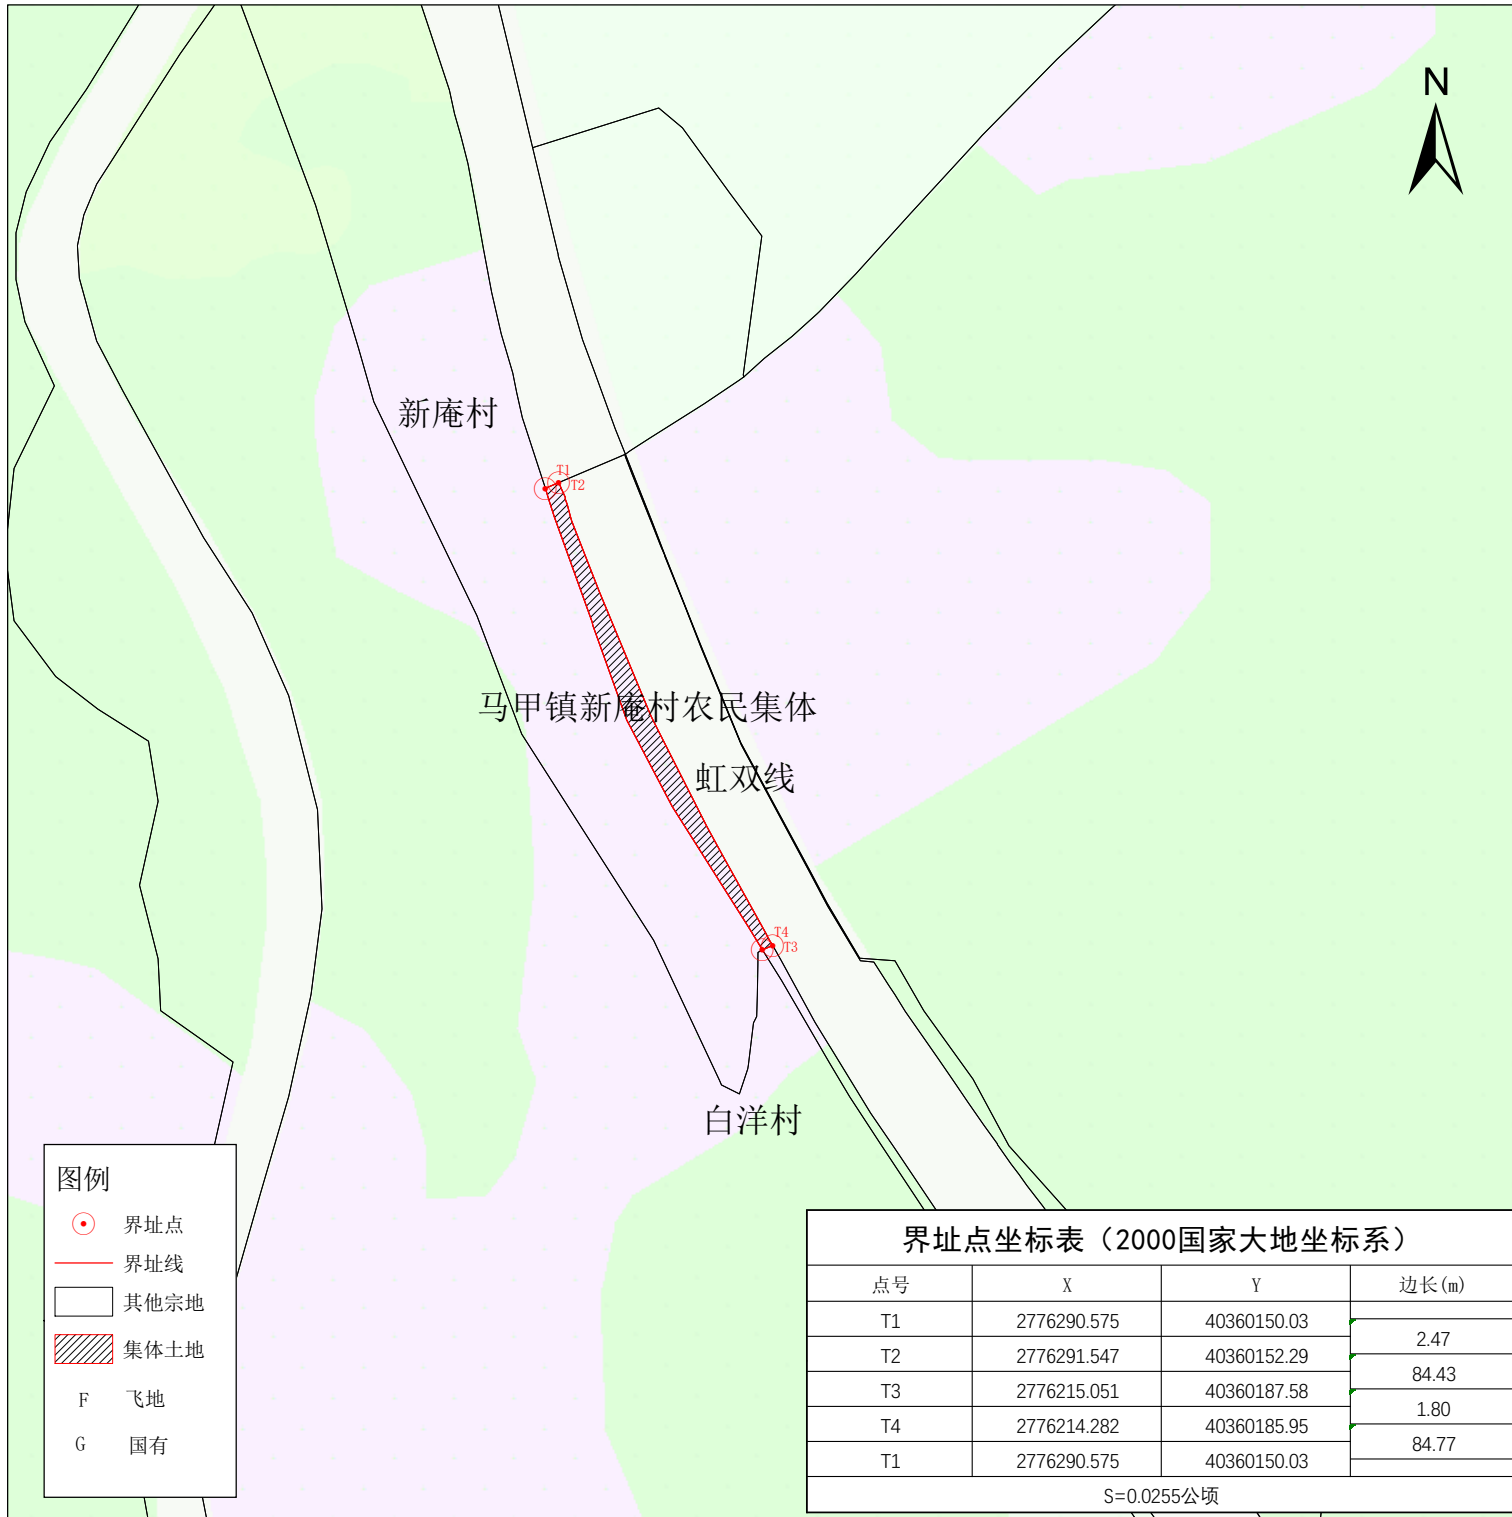 N
新庵村
T1
T2
马甲镇新庵村农民集体
虹双线
T4
T3
白洋村
图例
界址点
界址线
其他宗地
集体土地
F 飞地
G 国有
界址点坐标表（2000国家大地坐标系）
点号 X Y 边长(m)
T1 2776290.575 40360150.03
2.47
T2 2776291.547 40360152.29
84.43
T3 2776215.051 40360187.58
1.80
T4 2776214.282 40360185.95
84.77
T1 2776290.575 40360150.03
S=0.0255公顷